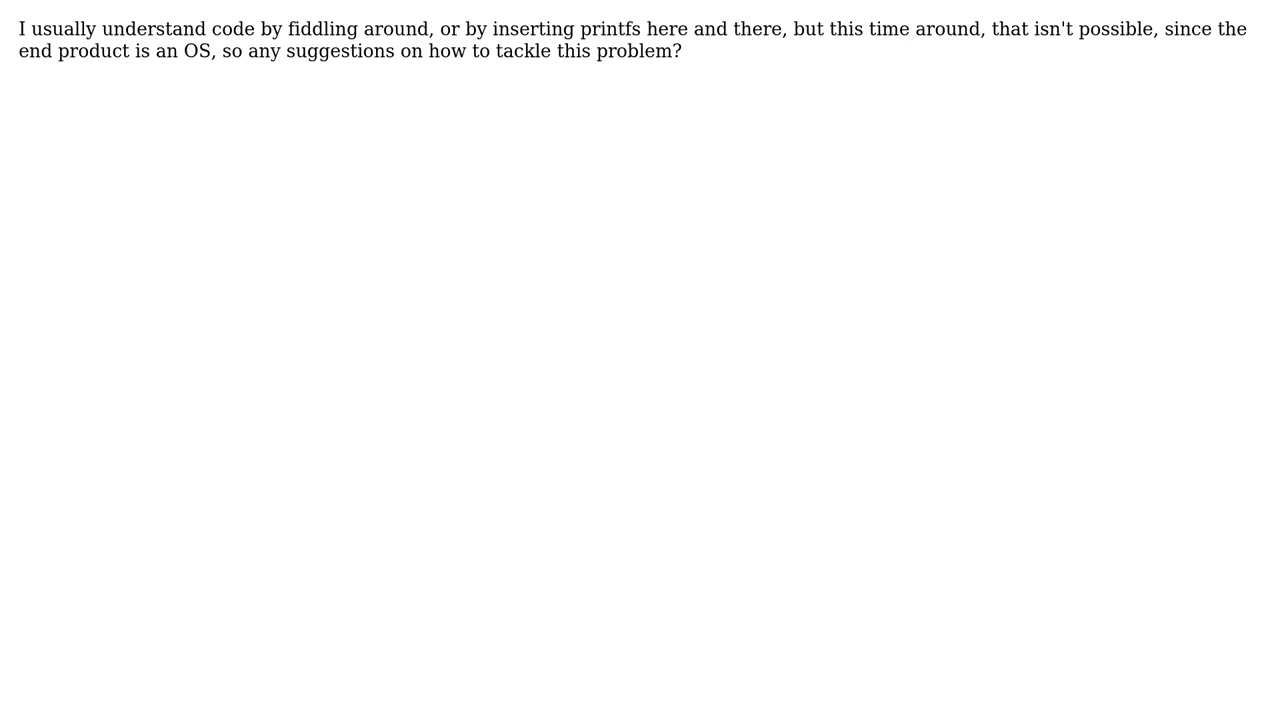 I usually understand code by fiddling around, or by inserting printfs here and there, but this time around, that isn't possible, since the
end product is an OS, so any suggestions on how to tackle this problem?